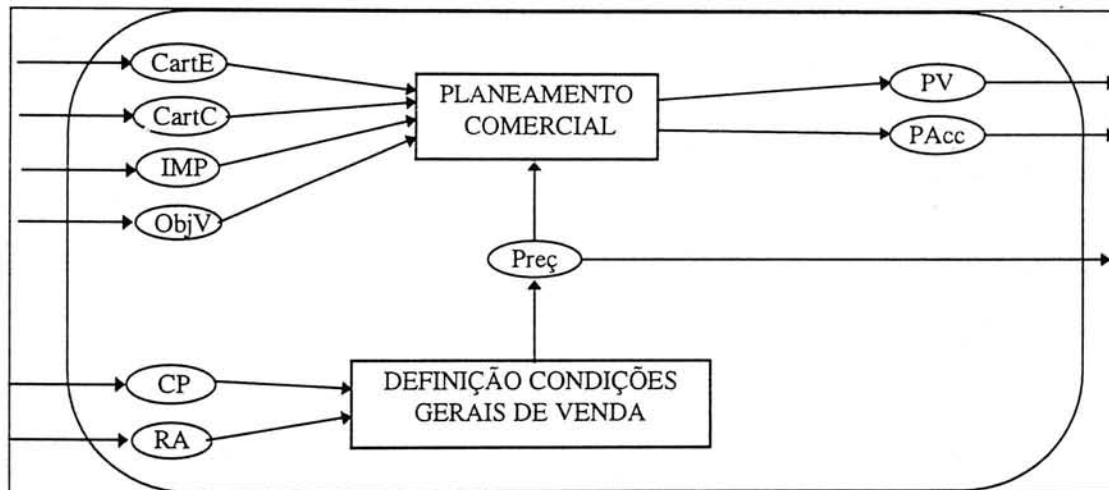 CartE
CartC
IMP
ObjV
PLANEAMENTO
COMERCIAL
PV
PAcc
Preç
CP
RA
DEFINIÇÃO CONDIÇÕES
GERAIS DE VENDA